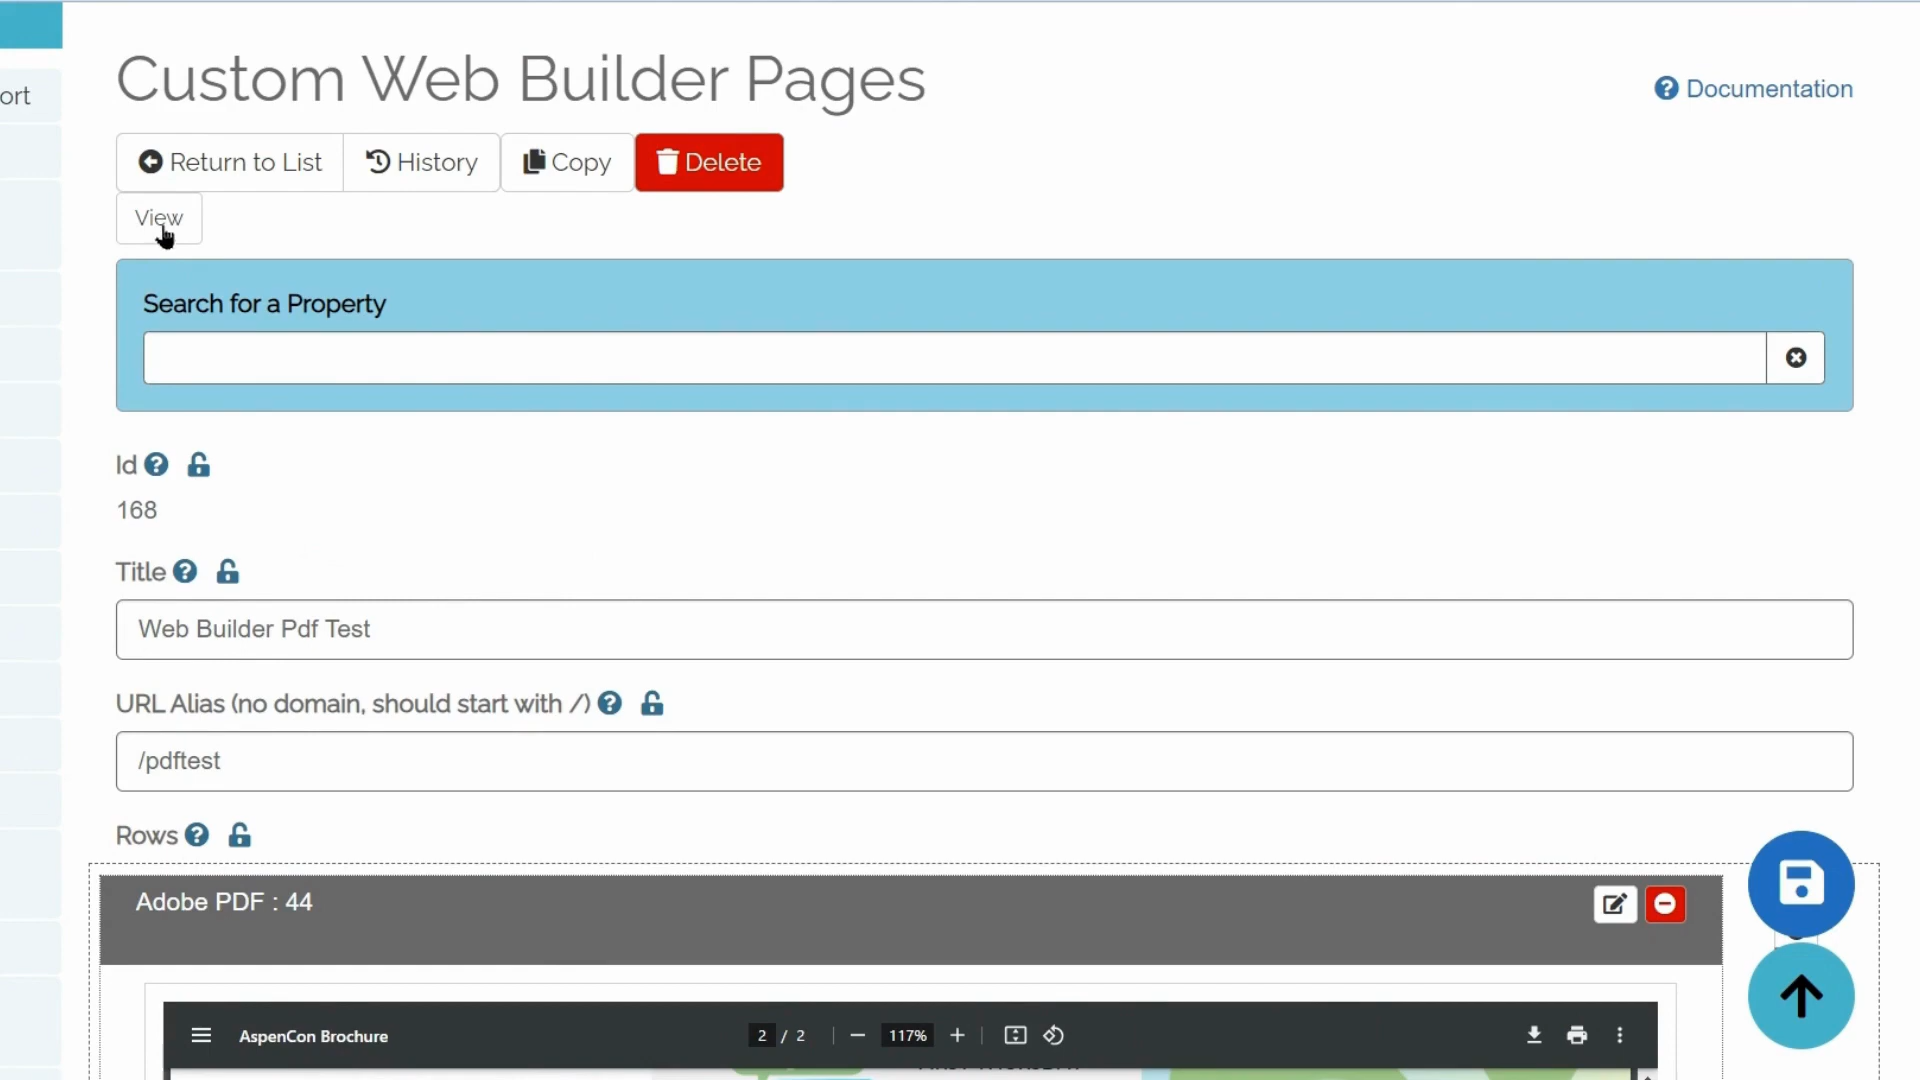 ort
Custom Web Builder Pages
Documentation
Return to List
History
Copy
Delete
View
Search for a Property
Id
168
Title
Web Builder Pdf Test
URL Alias (no domain, should start with /)
/pdftest
Rows
Adobe PDF : 44
AspenCon Brochure
2 / 2
117%